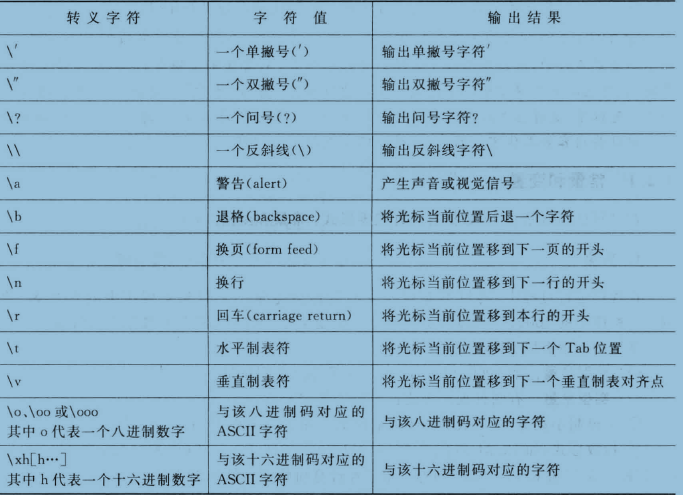 转义字符 字符值 输出结果
\' 一个单撇号(') 输出单撇号字符'
\" 一个双撇号(") 输出双撇号字符"
\? 一个问号(?) 输出问号字符?
\\ 一个反斜线(\) 输出反斜线字符\
\a 警告(alert) 产生声音或视觉信号
\b 退格(backspace) 将光标当前位置后退一个字符
\f 换页(form feed) 将光标当前位置移到下一页的开头
\n 换行 将光标当前位置移到下一行的开头
\r 回车(carriage return) 将光标当前位置移到本行的开头
\t 水平制表符 将光标当前位置移到下一个 Tab 位置
\v 垂直制表符 将光标当前位置移到下一个垂直制表对齐点
\o、\oo 或\ooo
其中 o 代表一个八进制数字
与该八进制码对应的
ASCII 字符
与该八进制码对应的字符
\xh[h…]
其中 h 代表一个十六进制数字
与该十六进制码对应的
ASCII 字符
与该十六进制码对应的字符